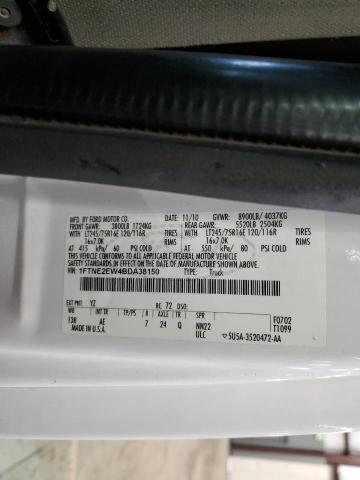 MFD. BY FORD MOTOR CO.
DATE: 11/10 GVWR: 8900LB/ 4037KG
FRONT GAWR: 3800LB 1724KG REAR GAWR: 5520LB 2504KG
WITH LT245/75R16E 120/116R TIRES WITH LT245/75R16E 120/116R TIRES
16x7.0K RIMS 16x7.0K RIMS
AT 415 kPa/ 60 PSI COLD AT 550 kPa/ 80 PSI COLD
THIS VEHICLE CONFORMS TO ALL APPLICABLE FEDERAL MOTOR VEHICLE
SAFETY STANDARDS IN EFFECT ON THE DATE OF MANUFACTURE SHOWN ABOVE.
VIN: 1FTNE2EW4BDA38150
TYPE: Truck
EXT PNT: YZ RC: 72 DSO:
WB INT TR TP/PS R AXLE TR SPR
138 AE 7 24 Q NN22 F0702
MADE IN U.S.A. ULC 5U5A-3520472-AA T1099